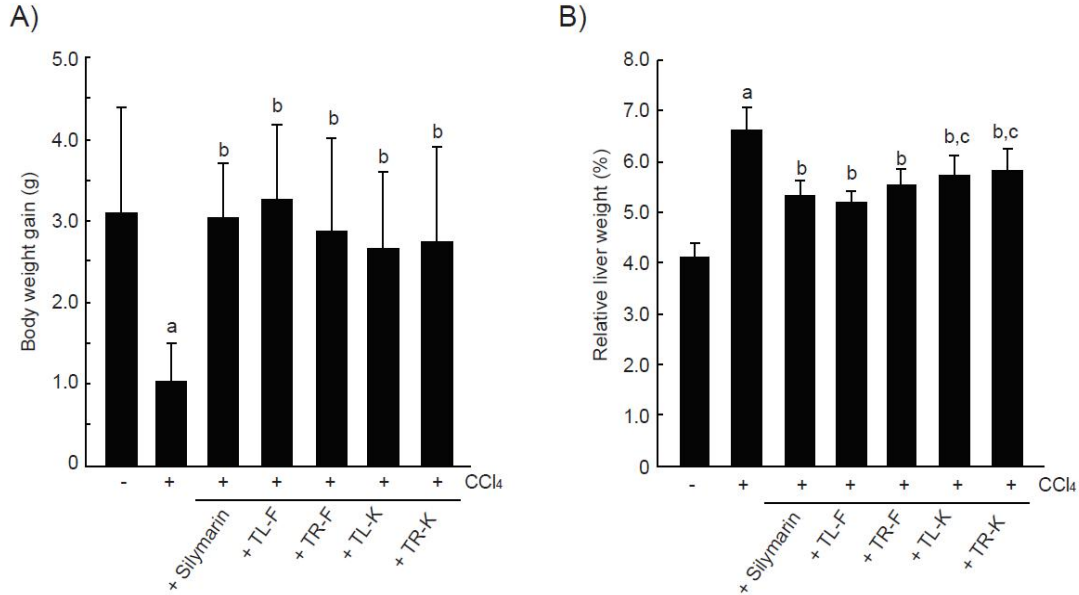 A)
Body weight gain (g)
5.0
4.0
3.0
2.0
1.0
0
a
b
b
b
b
b
- + + + + + + CCl4
+ Silymarin
+ TL-F
+ TR-F
+ TL-K
+ TR-K
B)
Relative liver weight (%)
8.0
7.0
6.0
5.0
4.0
3.0
2.0
1.0
0
a
b
b
b
b,c
b,c
- + + + + + + CCl4
+ Silymarin
+ TL-F
+ TR-F
+ TL-K
+ TR-K